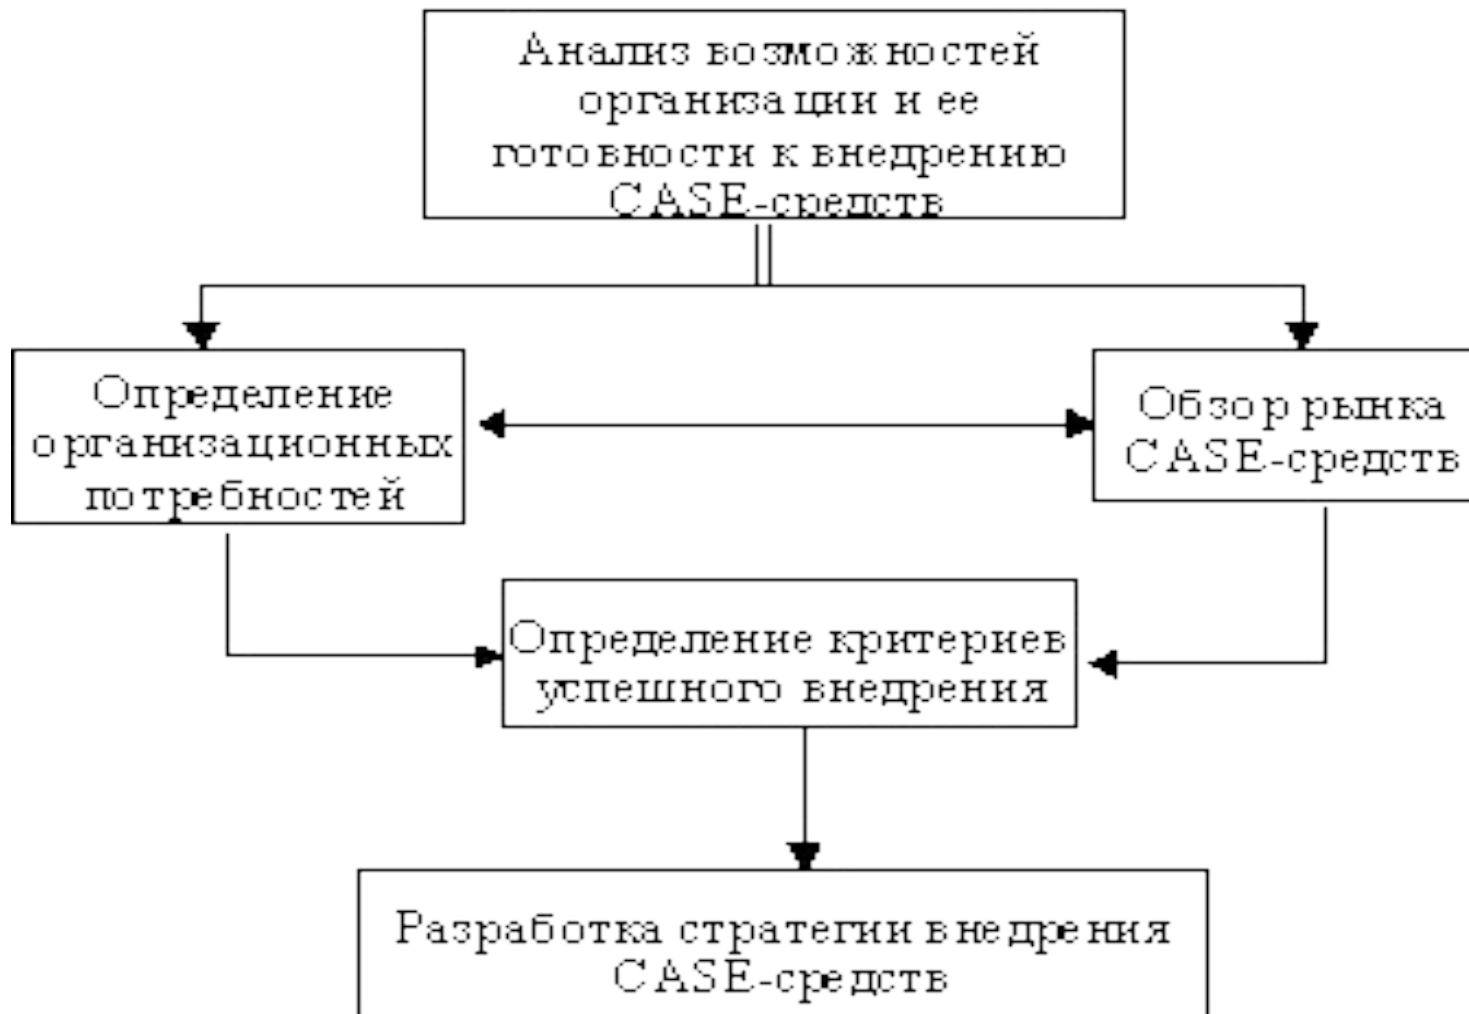 Анализ возможностей
организации и ее
готовности к внедрению
CASE-средств
Определение
организационных
потребностей
Обзор рынка
CASE-средств
Определение критериев
успешного внедрения
Разработка стратегии внедрения
CASE-средств